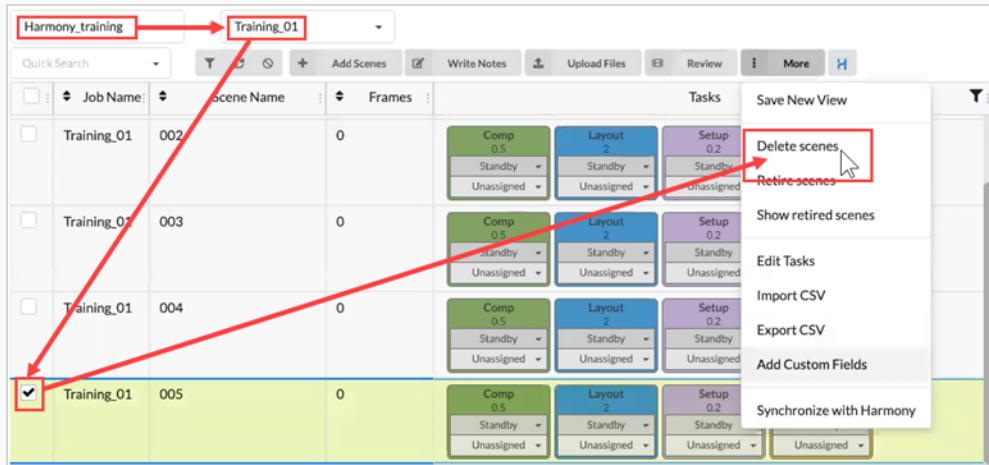 Harmony_training
Training_01
Quick Search
Add Scenes
Write Notes
Upload Files
Review
More
Job Name
Scene Name
Frames
Tasks
Save New View
Delete scenes
Retire scenes
Show retired scenes
Edit Tasks
Import CSV
Export CSV
Add Custom Fields
Synchronize with Harmony
Training_01 002 0
Comp Layout Setup
0.5 2 0.2
Standby Standby Standby
Unassigned Unassigned Unassigned
Training_01 003 0
Comp Layout Setup
0.5 2 0.2
Standby Standby Standby
Unassigned Unassigned Unassigned
Training_01 004 0
Comp Layout Setup
0.5 2 0.2
Standby Standby Standby
Unassigned Unassigned Unassigned
Training_01 005 0
Comp Layout Setup
0.5 2 0.2
Standby Standby Standby
Unassigned Unassigned Unassigned Unassigned